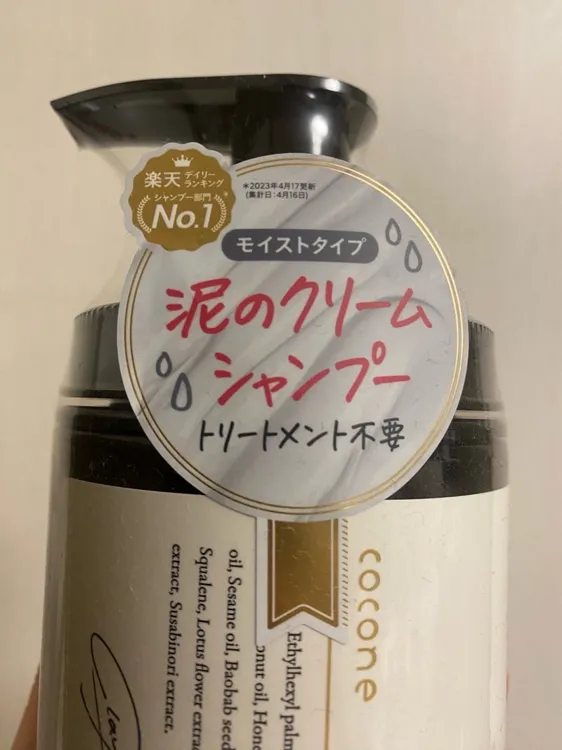 楽天 デイリー
ランキング
シャンプー部門
No.1
*
*2023年4月17更新
(集計日:4月16日)
モイストタイプ
泥のクリーム
シャンプー
トリートメント不要
cocone
Ethylhexyl
oil, Hone
oil, Sesame oil, Baobab seed
Squalene, Lotus flower extra
extract, Susabinori extract.